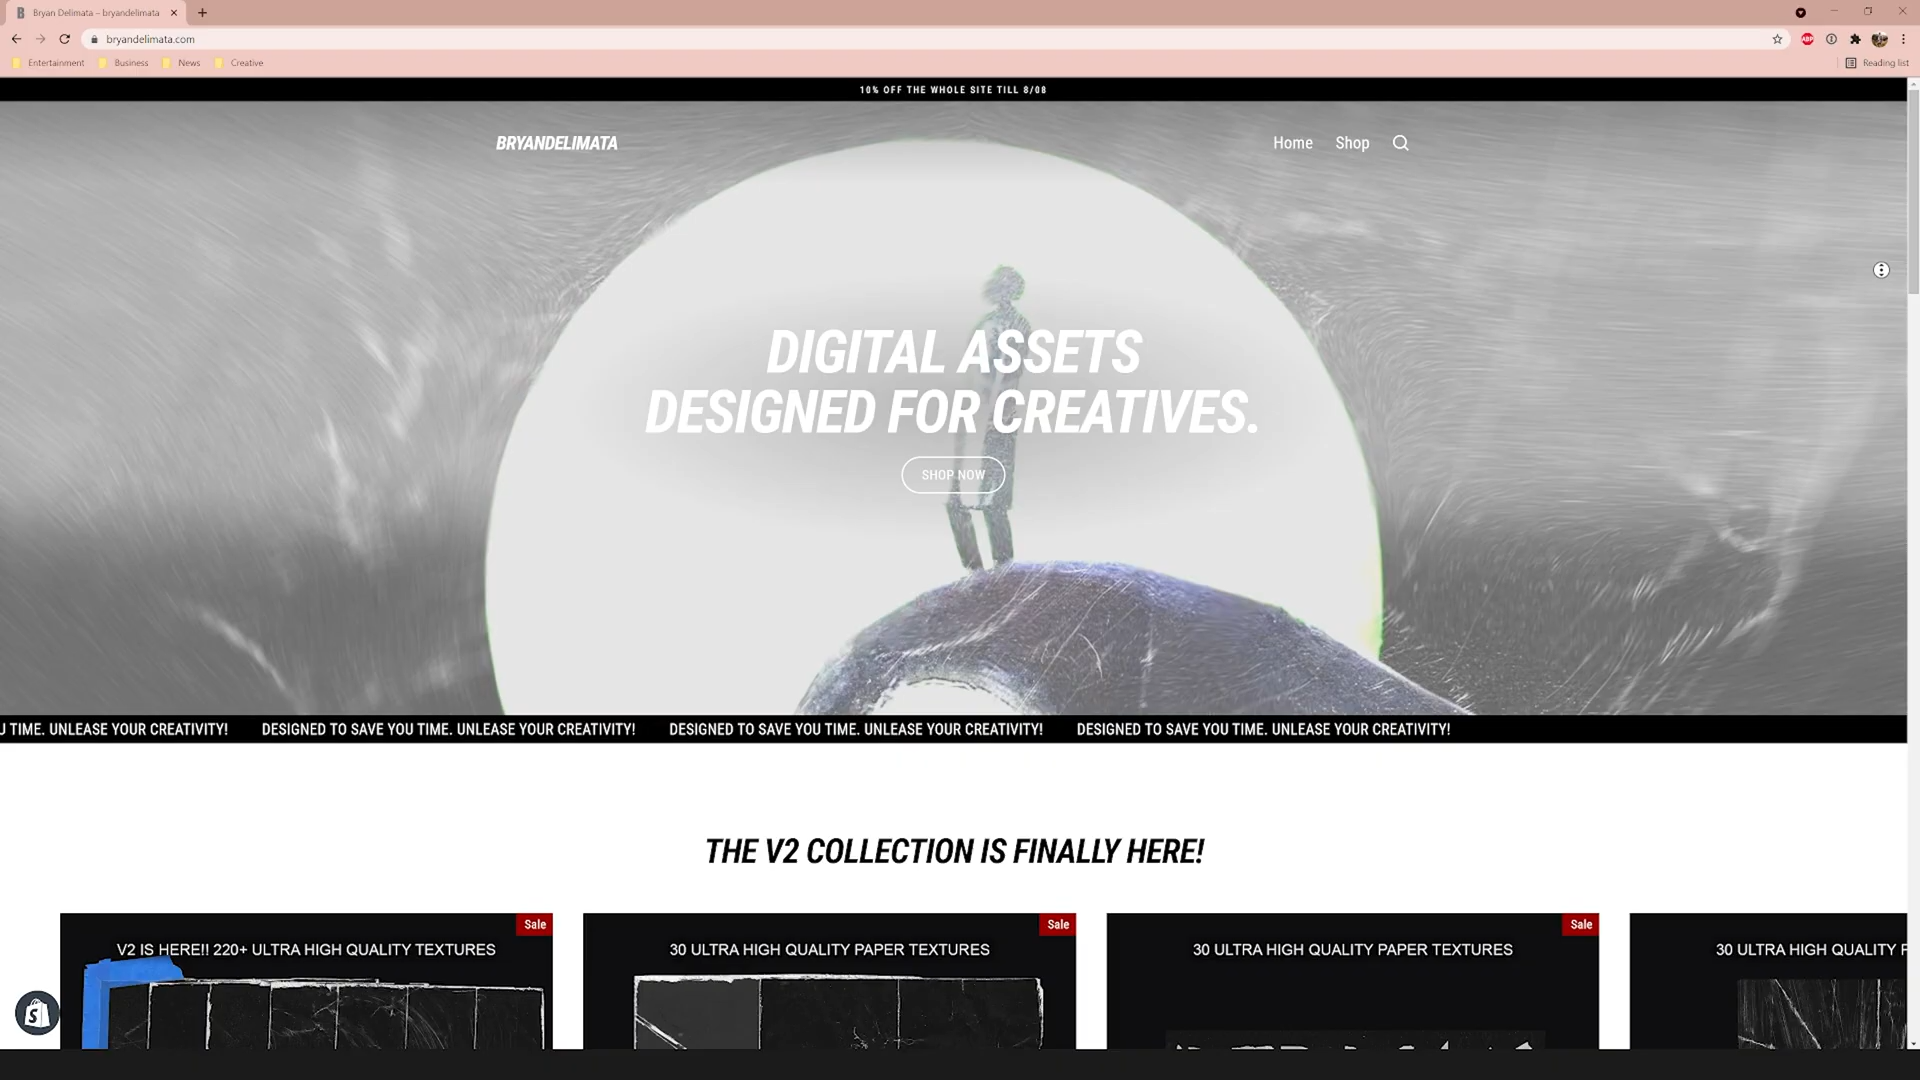 Bryan Delimata – bryandelimata
bryandelimata.com
Entertainment Business News Creative Reading list
10% OFF THE WHOLE SITE TILL 8/08
BRYANDELIMATA
Home Shop
DIGITAL ASSETS
DESIGNED FOR CREATIVES.
SHOP NOW
U TIME. UNLEASE YOUR CREATIVITY! DESIGNED TO SAVE YOU TIME. UNLEASE YOUR CREATIVITY! DESIGNED TO SAVE YOU TIME. UNLEASE YOUR CREATIVITY! DESIGNED TO SAVE YOU TIME. UNLEASE YOUR CREATIVITY!
THE V2 COLLECTION IS FINALLY HERE!
Sale
V2 IS HERE!! 220+ ULTRA HIGH QUALITY TEXTURES
Sale
30 ULTRA HIGH QUALITY PAPER TEXTURES
Sale
30 ULTRA HIGH QUALITY PAPER TEXTURES
30 ULTRA HIGH QUALITY